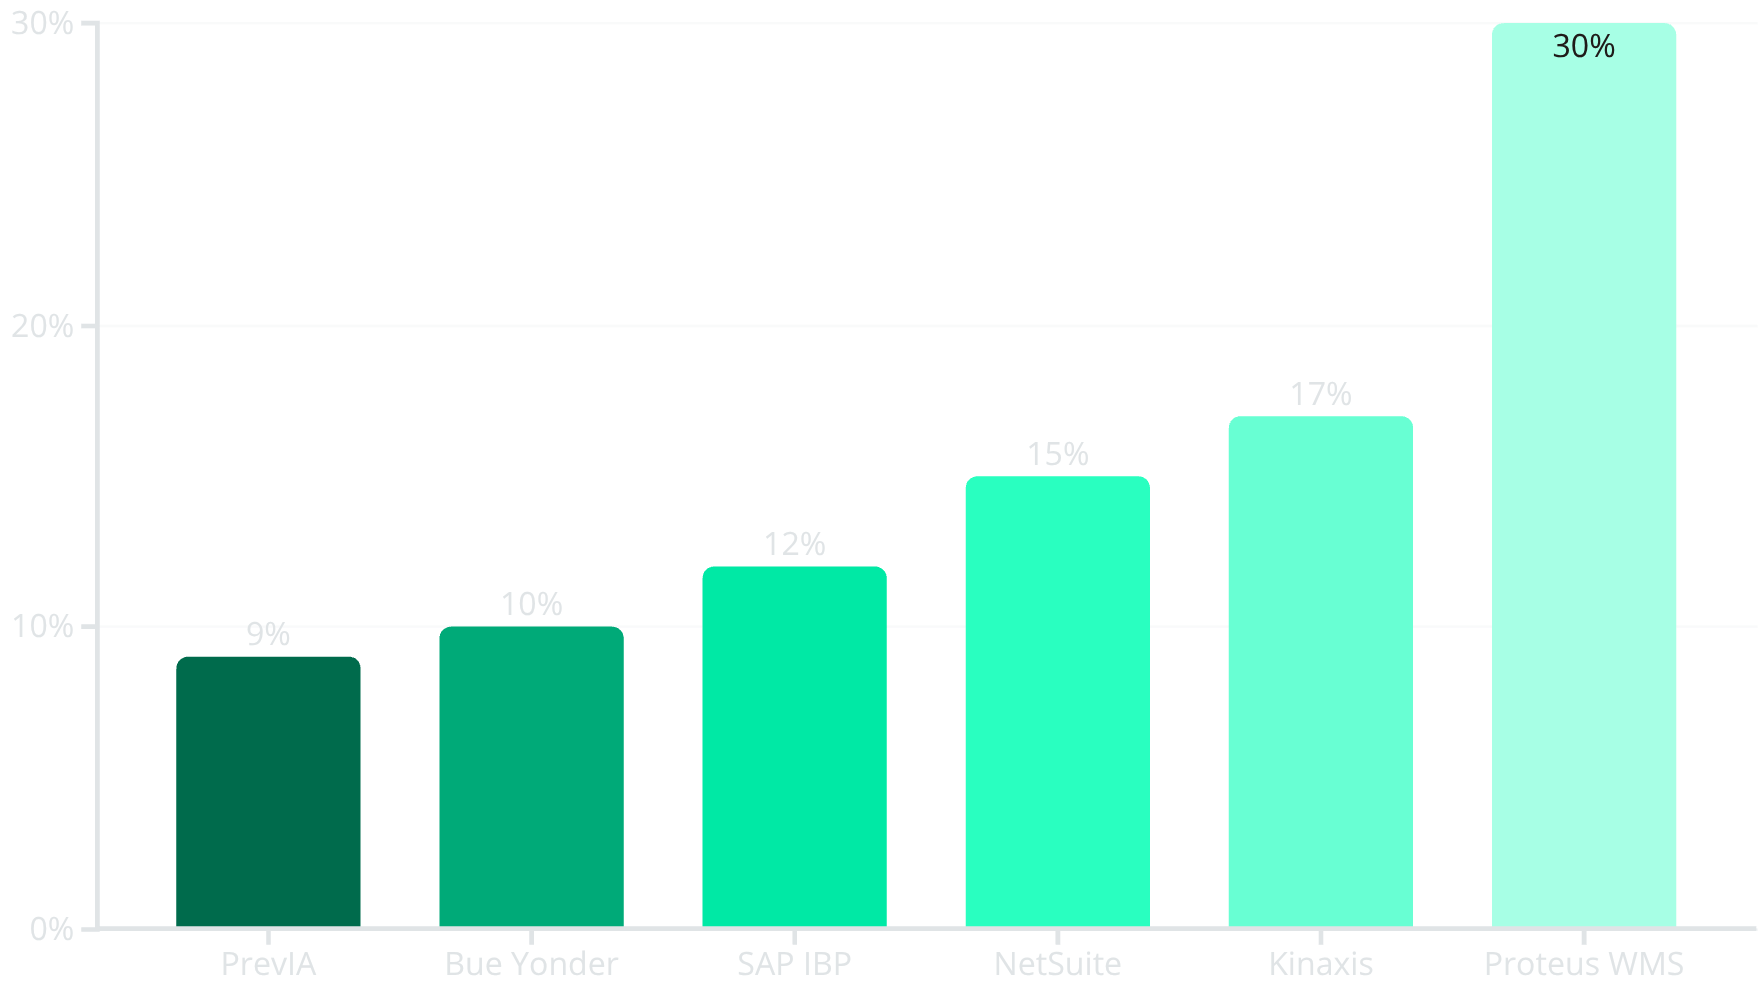 30%
30%
20%
17%
15%
12%
10%
10%
9%
0%
PrevIA
Bue Yonder
SAP IBP
NetSuite
Kinaxis
Proteus WMS